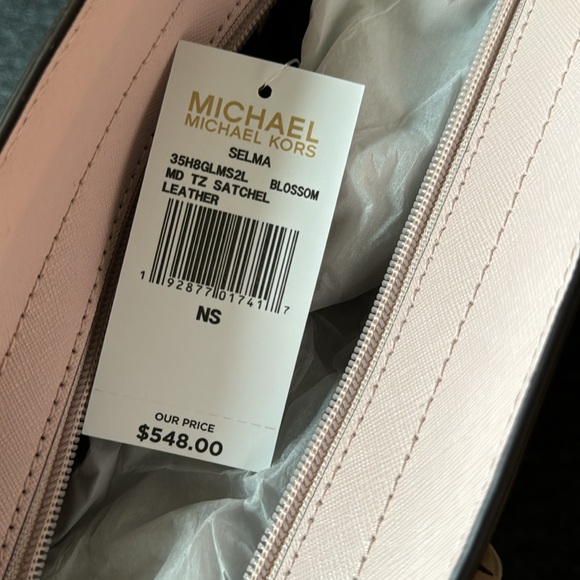 MICHAEL
MICHAEL KORS
SELMA
35H8GLMS2L BLOSSOM
MD TZ SATCHEL
LEATHER
1 92877 01741 7
NS
OUR PRICE
$548.00